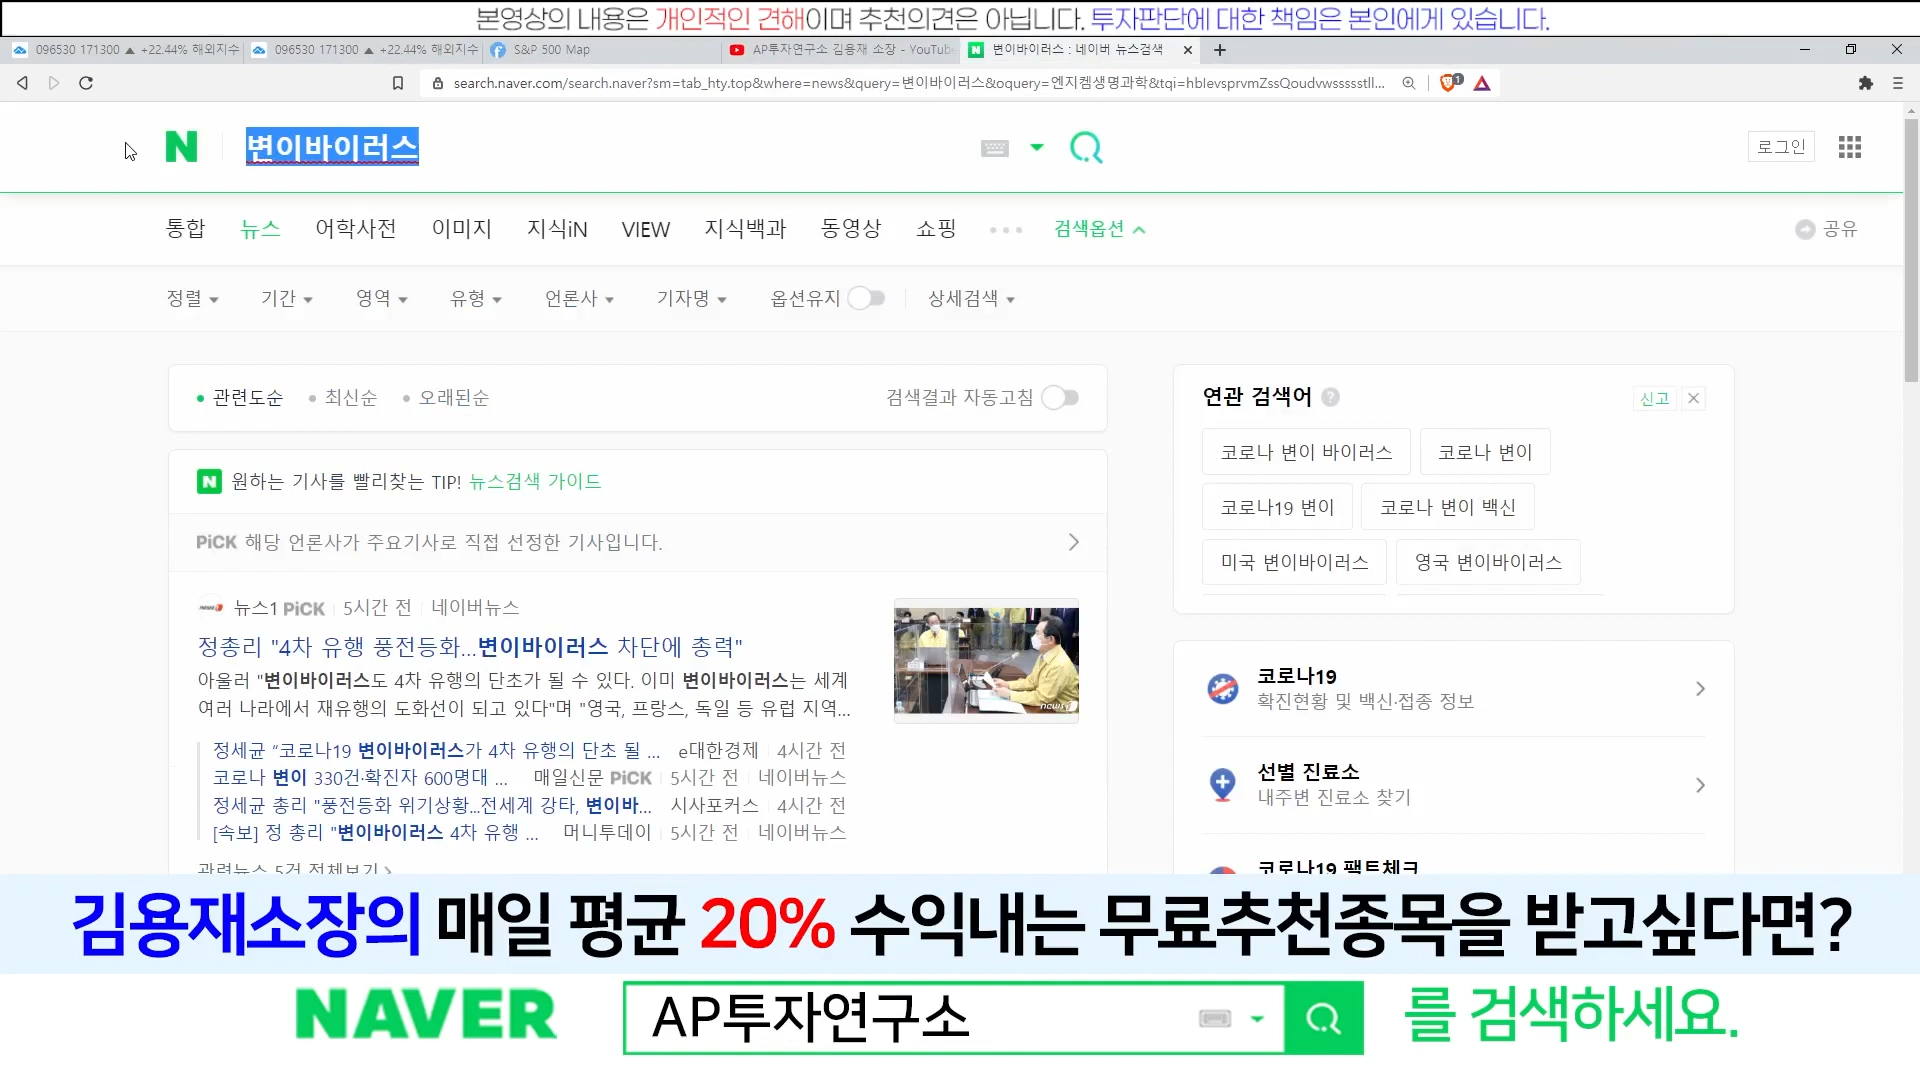 본영상의 내용은 개인적인 견해이며 추천의견은 아닙니다. 투자판단에 대한 책임은 본인에게 있습니다.
096530 171300 ▲ +22.44% 해외지수 096530 171300 ▲ +22.44% 해외지수 S&P 500 Map AP투자연구소 김용재 소장 - YouTube 변이바이러스 : 네이버 뉴스검색
search.naver.com/search.naver?sm=tab_hty.top&where=news&query=변이바이러스&oquery=엔지켐생명과학&tqi=hblevsprvmZssQoudvwssssstll...
변이바이러스
로그인
통합 뉴스 어학사전 이미지 지식iN VIEW 지식백과 동영상 쇼핑 검색옵션 공유
정렬 기간 영역 유형 언론사 기자명 옵션유지 상세검색
관련도순 최신순 오래된순 검색결과 자동고침
원하는 기사를 빨리찾는 TIP! 뉴스검색 가이드
PiCK 해당 언론사가 주요기사로 직접 선정한 기사입니다.
뉴스1 PiCK 5시간 전 네이버뉴스
정총리 "4차 유행 풍전등화...변이바이러스 차단에 총력"
아울러 "변이바이러스도 4차 유행의 단초가 될 수 있다. 이미 변이바이러스는 세계
여러 나라에서 재유행의 도화선이 되고 있다"며 "영국, 프랑스, 독일 등 유럽 지역...
news1
정세균 “코로나19 변이바이러스가 4차 유행의 단초 될 ... e대한경제 4시간 전
코로나 변이 330건·확진자 600명대 ... 매일신문 PiCK 5시간 전 네이버뉴스
정세균 총리 "풍전등화 위기상황...전세계 강타, 변이바... 시사포커스 4시간 전
[속보] 정 총리 "변이바이러스 4차 유행 ... 머니투데이 5시간 전 네이버뉴스
관련뉴스 5건 전체보기
연관 검색어 신고
코로나 변이 바이러스 코로나 변이
코로나19 변이 코로나 변이 백신
미국 변이바이러스 영국 변이바이러스
코로나19
확진현황 및 백신·접종 정보
선별 진료소
내주변 진료소 찾기
코로나19 팩트체크
김용재소장의 매일 평균 20% 수익내는 무료추천종목을 받고싶다면?
NAVER AP투자연구소 를 검색하세요.